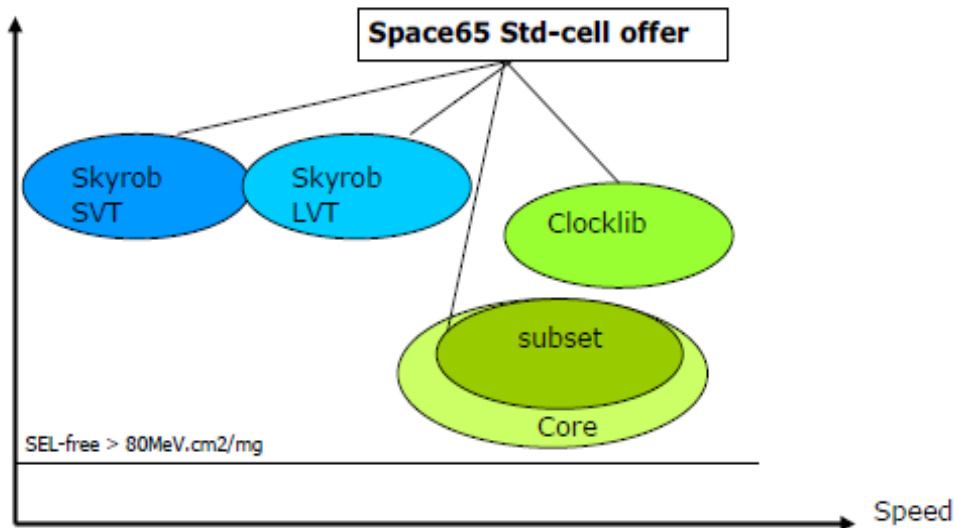 Space65 Std-cell offer
Skyrob
SVT
Skyrob
LVT
Clocklib
subset
Core
SEL-free > 80MeV.cm2/mg
Speed